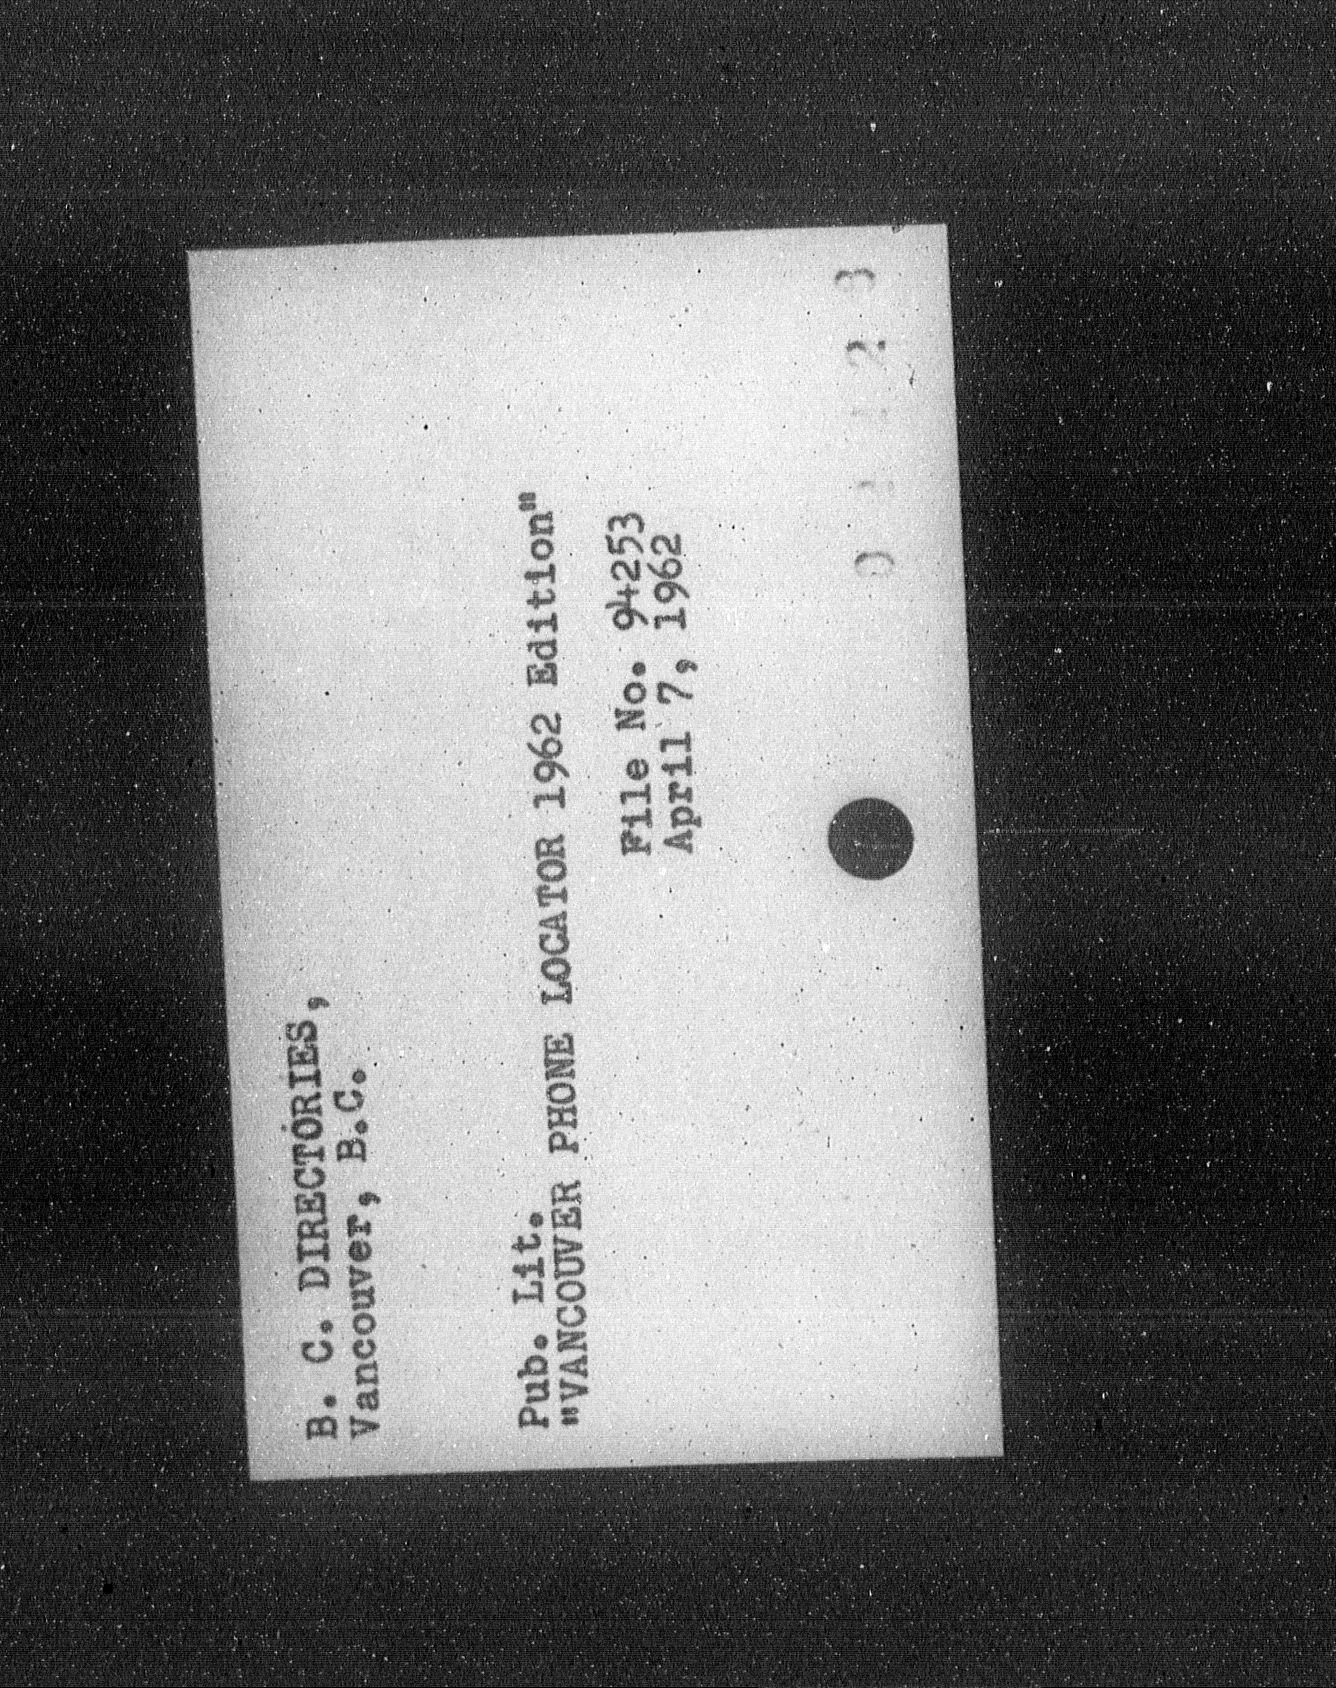 B. C. DIRECTORIES,
Vancouver, B.C.
Pub. Lit.
"VANCOUVER PHONE LOCATOR 1962 Edition"
File No. 94253
April 7, 1962